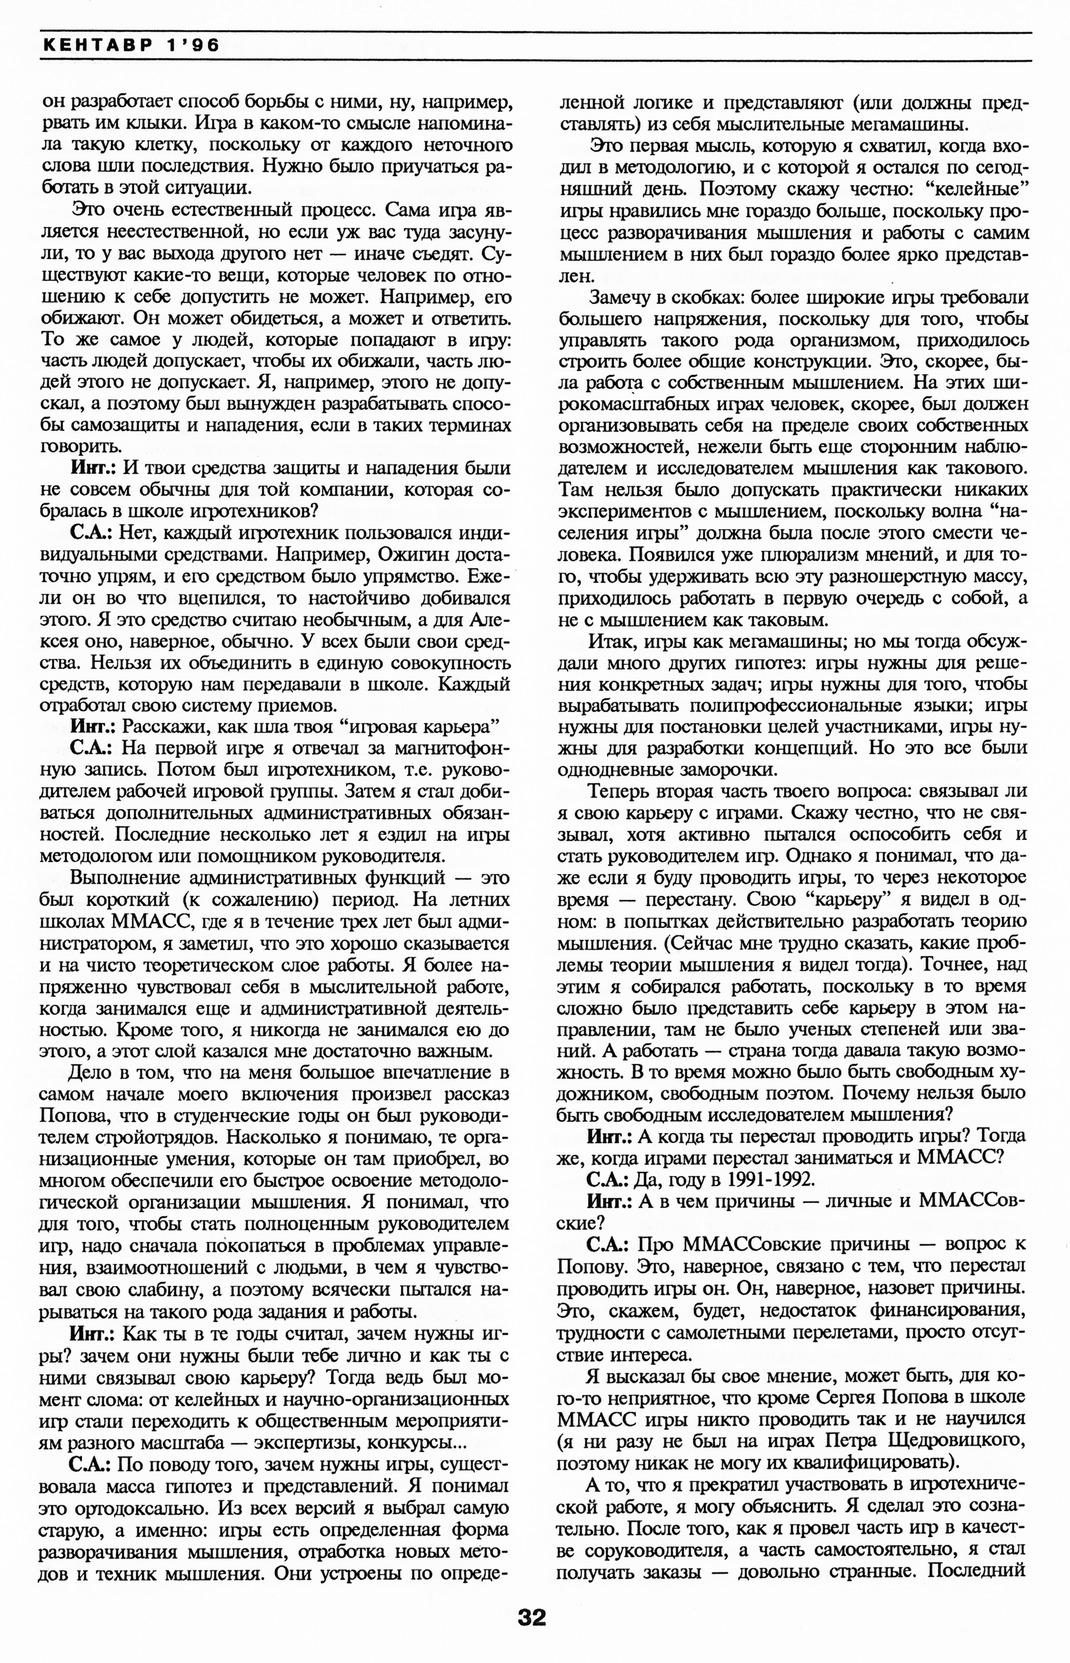 КЕНТАВР 1'96
он разработает способ борьбы с ними, ну, например,
рвать им клыки. Игра в каком-то смысле напомина-
ла такую клетку, поскольку от каждого неточного
слова шли последствия. Нужно было приучаться ра-
ботать в этой ситуации.
Это очень естественный процесс. Сама игра яв-
ляется неестественной, но если уж вас туда засуну-
ли, то у вас выхода другого нет — иначе съедят. Су-
ществуют какие-то вещи, которые человек по отно-
шению к себе допустить не может. Например, его
обижают. Он может обидеться, а может и ответить.
То же самое у людей, которые попадают в игру:
часть людей допускает, чтобы их обижали, часть лю-
дей этого не допускает. Я, например, этого не допу-
скал, а поэтому был вынужден разрабатывать спосо-
бы самозащиты и нападения, если в таких терминах
говорить.
Инт.: И твои средства защиты и нападения были
не совсем обычны для той компании, которая со-
бралась в школе игротехников?
С.А.: Нет, каждый игротехник пользовался инди-
видуальными средствами. Например, Ожигин доста-
точно упрям, и его средством было упрямство. Еже-
ли он во что вцепился, то настойчиво добивался
этого. Я это средство считаю необычным, а для Але-
ксея оно, наверное, обычно. У всех были свои сред-
ства. Нельзя их объединить в единую совокупность
средств, которую нам передавали в школе. Каждый
отработал свою систему приемов.
Инт.: Расскажи, как шла твоя “игровая карьера”
С.А.: На первой игре я отвечал за магнитофон-
ную запись. Потом был игротехником, т.е. руково-
дителем рабочей игровой группы. Затем я стал доби-
ваться дополнительных административных обязан-
ностей. Последние несколько лет я ездил на игры
методологом или помощником руководителя.
Выполнение административных функций — это
был короткий (к сожалению) период. На летних
школах ММАСС, где я в течение трех лет был адми-
нистратором, я заметил, что это хорошо сказывается
и на чисто теоретическом слое работы. Я более на-
пряженно чувствовал себя в мыслительной работе,
когда занимался еще и административной деятель-
ностью. Кроме того, я никогда не занимался ею до
этого, а этот слой казался мне достаточно важным.
Дело в том, что на меня большое впечатление в
самом начале моего включения произвел рассказ
Попова, что в студенческие годы он был руководи-
телем стройотрядов. Насколько я понимаю, те орга-
низационные умения, которые он там приобрел, во
многом обеспечили его быстрое освоение методоло-
гической организации мышления. Я понимал, что
для того, чтобы стать полноценным руководителем
игр, надо сначала покопаться в проблемах управле-
ния, взаимоотношений с людьми, в чем я чувство-
вал свою слабину, а поэтому всячески пытался на-
рываться на такого рода задания и работы.
Инт.: Как ты в те годы считал, зачем нужны иг-
ры? зачем они нужны были тебе лично и как ты с
ними связывал свою карьеру? Тогда ведь был мо-
мент слома: от келейных и научно-организационных
игр стали переходить к общественным мероприяти-
ям разного масштаба — экспертизы, конкурсы...
С.А.: По поводу того, зачем нужны игры, сущест-
вовала масса гипотез и представлений. Я понимал
это ортодоксально. Из всех версий я выбрал самую
старую, а именно: игры есть определенная форма
разворачивания мышления, отработка новых мето-
дов и техник мышления. Они устроены по опреде-
ленной логике и представляют (или должны пред-
ставлять) из себя мыслительные мегамашины.
Это первая мысль, которую я схватил, когда вхо-
дил в методологию, и с которой я остался по сегод-
няшний день. Поэтому скажу честно: “келейные”
игры нравились мне гораздо больше, поскольку про-
цесс разворачивания мышления и работы с самим
мышлением в них был гораздо более ярко представ-
лен.
Замечу в скобках: более широкие игры требовали
большего напряжения, поскольку для того, чтобы
управлять такого рода организмом, приходилось
строить более общие конструкции. Это, скорее, бы-
ла работа с собственным мышлением. На этих ши-
рокомасштабных играх человек, скорее, был должен
организовывать себя на пределе своих собственных
возможностей, нежели быть еще сторонним наблю-
дателем и исследователем мышления как такового.
Там нельзя было допускать практически никаких
экспериментов с мышлением, поскольку волна “на-
селения игры” должна была после этого смести че-
ловека. Появился уже плюрализм мнений, и для то-
го, чтобы удерживать всю эту разношерстную массу,
приходилось работать в первую очередь с собой, а
не с мышлением как таковым.
Итак, игры как мегамашины; но мы тогда обсуж-
дали много других гипотез: игры нужны для реше-
ния конкретных задач; игры нужны для того, чтобы
вырабатывать полипрофессиональные языки; игры
нужны для постановки целей участниками, игры ну-
жны для разработки концепций. Но это все были
однодневные заморочки.
Теперь вторая часть твоего вопроса: связывал ли
я свою карьеру с играми. Скажу честно, что не свя-
зывал, хотя активно пытался оспособить себя и
стать руководителем игр. Однако я понимал, что да-
же если я буду проводить игры, то через некоторое
время — перестану. Свою “карьеру” я видел в од-
ном: в попытках действительно разработать теорию
мышления. (Сейчас мне трудно сказать, какие проб-
лемы теории мышления я видел тогда). Точнее, над
этим я собирался работать, поскольку в то время
сложно было представить себе карьеру в этом на-
правлении, там не было ученых степеней или зва-
ний. А работать — страна тогда давала такую возмо-
жность. В то время можно было быть свободным ху-
дожником, свободным поэтом. Почему нельзя было
быть свободным исследователем мышления?
Инт.: А когда ты перестал проводить игры? Тогда
же, когда играми перестал заниматься и ММАСС?
С.А.: Да, году в 1991-1992.
Инт.: А в чем причины — личные и ММАССов-
ские?
С.А.: Про ММАССовские причины — вопрос к
Попову. Это, наверное, связано с тем, что перестал
проводить игры он. Он, наверное, назовет причины.
Это, скажем, будет, недостаток финансирования,
трудности с самолетными перелетами, просто отсут-
ствие интереса.
Я высказал бы свое мнение, может быть, для ко-
го-то неприятное, что кроме Сергея Попова в школе
ММАСС игры никто проводить так и не научился
(я ни разу не был на играх Петра Щедровицкого,
поэтому никак не могу их квалифицировать).
А то, что я прекратил участвовать в игротехниче-
ской работе, я могу объяснить. Я сделал это созна-
тельно. После того, как я провел часть игр в качест-
ве соруководителя, а часть самостоятельно, я стал
получать заказы — довольно странные. Последний
32